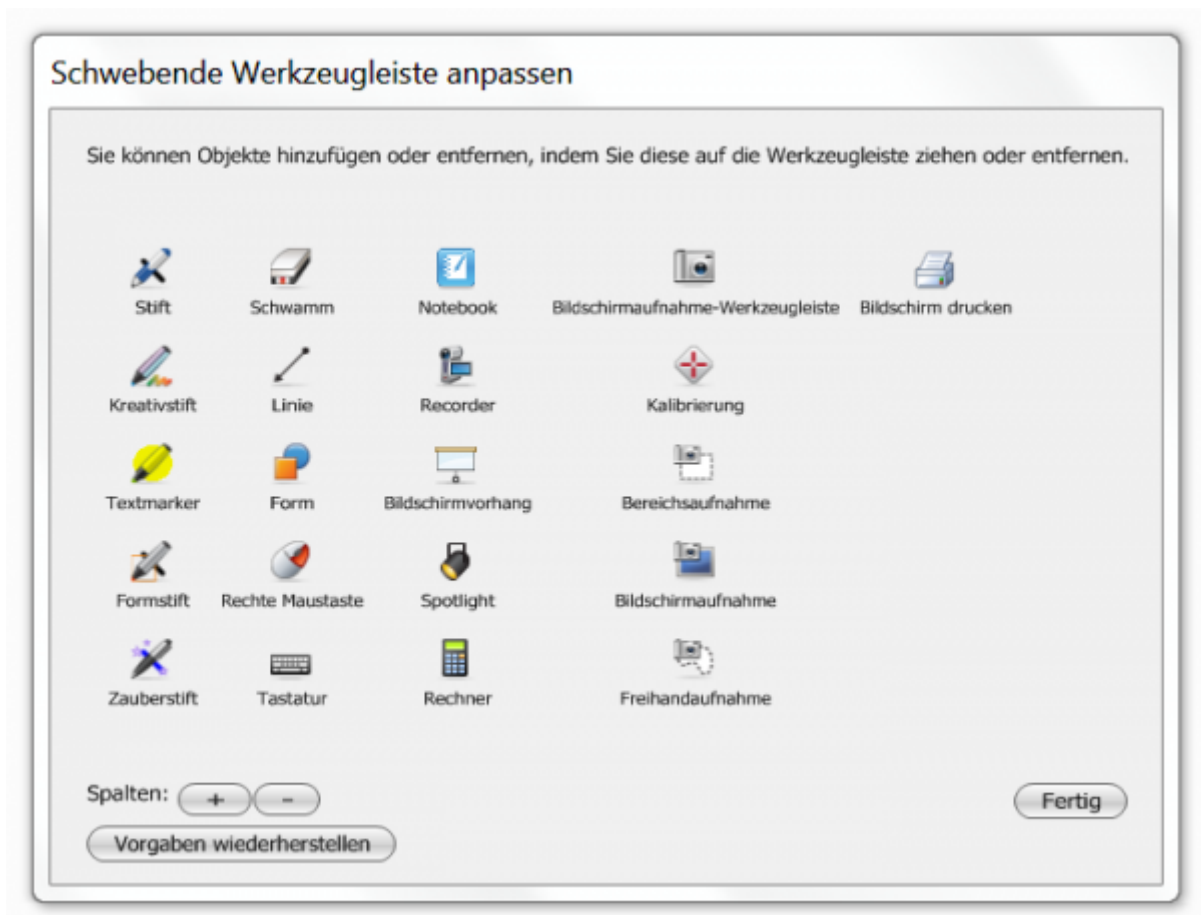 Schwebende Werkzeugleiste anpassen
Sie können Objekte hinzufügen oder entfernen, indem Sie diese auf die Werkzeugleiste ziehen oder entfernen.
Stift Schwamm Notebook Bildschirmaufnahme-Werkzeugleiste Bildschirm drucken
Kreativstift Linie Recorder Kalibrierung
Textmarker Form Bildschirmvorhang Bereichsaufnahme
Formstift Rechte Maustaste Spotlight Bildschirmaufnahme
Zauberstift Tastatur Rechner Freihandaufnahme
Spalten: + - Fertig
Vorgaben wiederherstellen